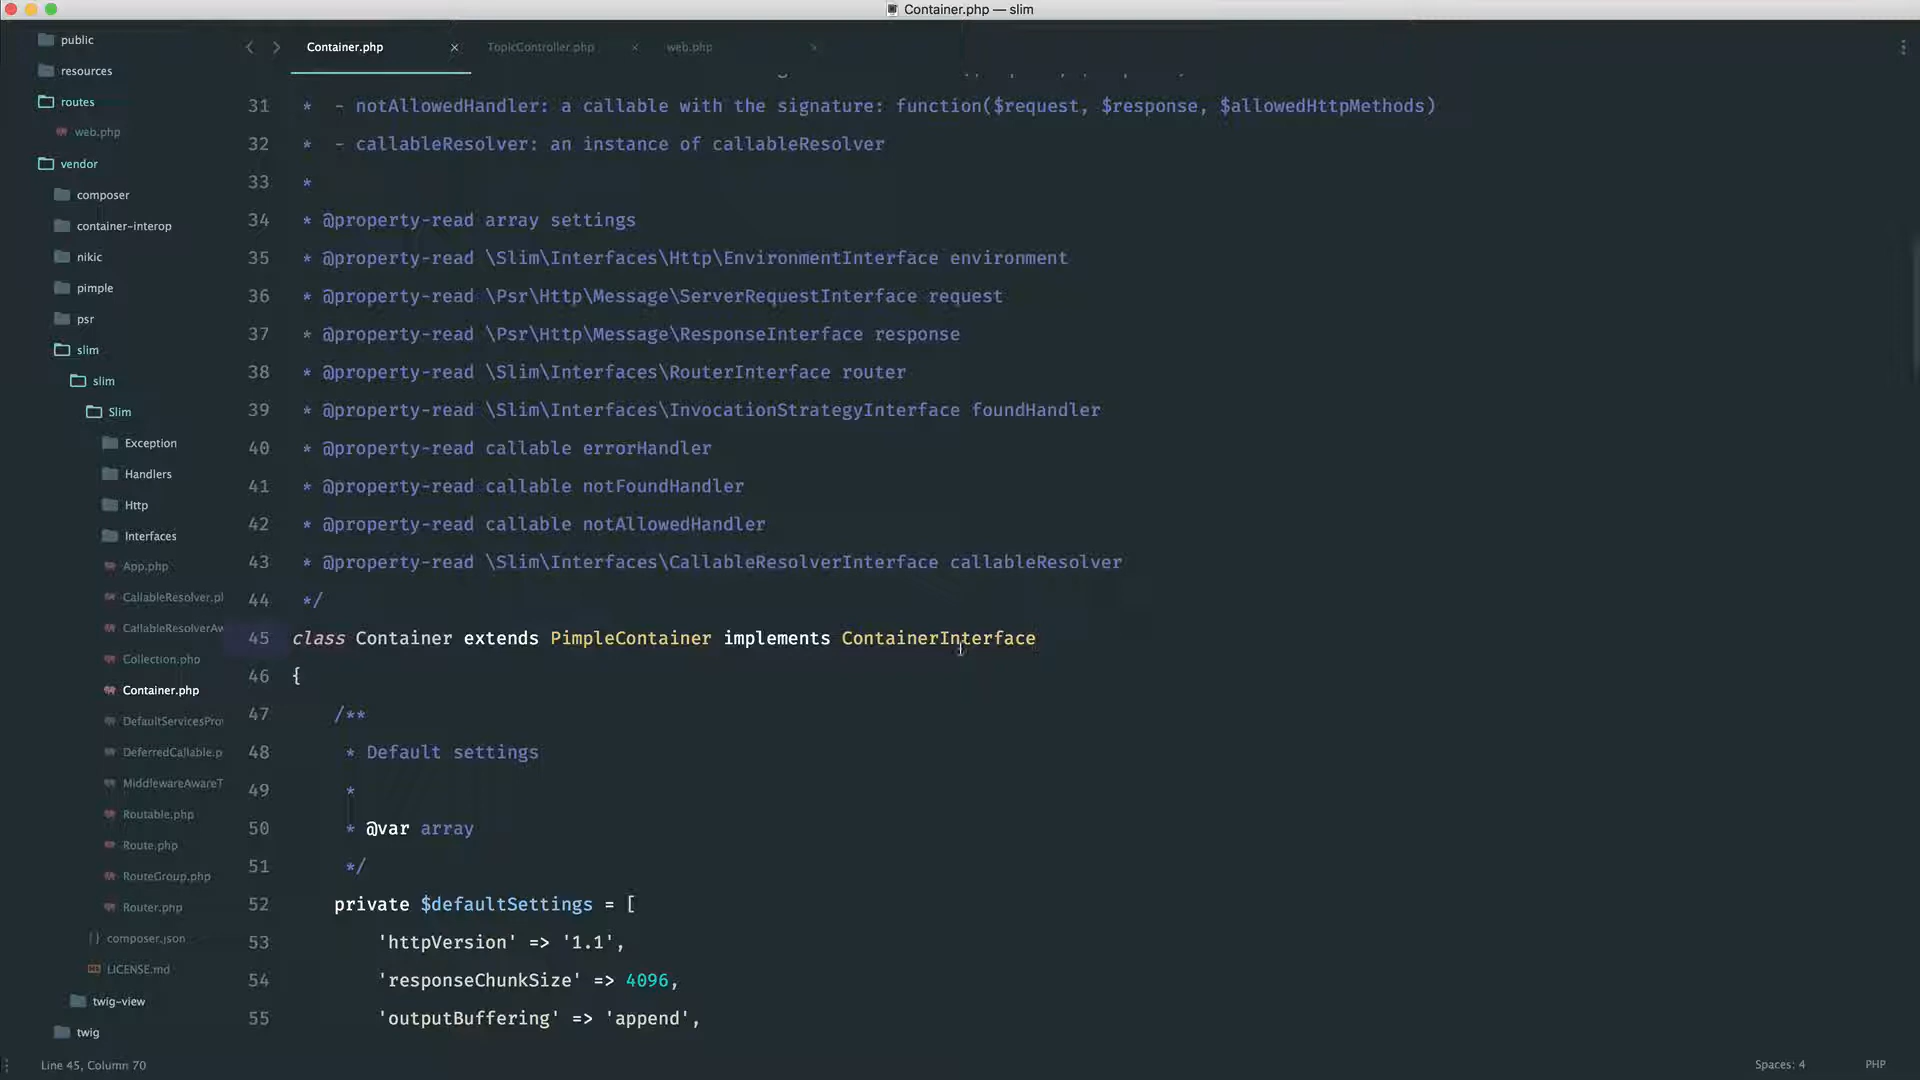 Container.php — slim
public
resources
routes
web.php
vendor
composer
container-interop
nikic
pimple
psr
slim
slim
Slim
Exception
Handlers
Http
Interfaces
App.php
CallableResolver.p
CallableResolverAw
Collection.php
Container.php
DefaultServicesPro
DeferredCallable.p
MiddlewareAwareT
Routable.php
Route.php
RouteGroup.php
Router.php
composer.json
LICENSE.md
twig-view
twig
Container.php × TopicController.php × web.php ×
31 * - notAllowedHandler: a callable with the signature: function($request, $response, $allowedHttpMethods)
32 * - callableResolver: an instance of callableResolver
33 *
34 * @property-read array settings
35 * @property-read \Slim\Interfaces\Http\EnvironmentInterface environment
36 * @property-read \Psr\Http\Message\ServerRequestInterface request
37 * @property-read \Psr\Http\Message\ResponseInterface response
38 * @property-read \Slim\Interfaces\RouterInterface router
39 * @property-read \Slim\Interfaces\InvocationStrategyInterface foundHandler
40 * @property-read callable errorHandler
41 * @property-read callable notFoundHandler
42 * @property-read callable notAllowedHandler
43 * @property-read \Slim\Interfaces\CallableResolverInterface callableResolver
44 */
45 class Container extends PimpleContainer implements ContainerInterface
46 {
47 /**
48 * Default settings
49 *
50 * @var array
51 */
52 private $defaultSettings = [
53 'httpVersion' => '1.1',
54 'responseChunkSize' => 4096,
55 'outputBuffering' => 'append',
Line 45, Column 70
Spaces: 4
PHP